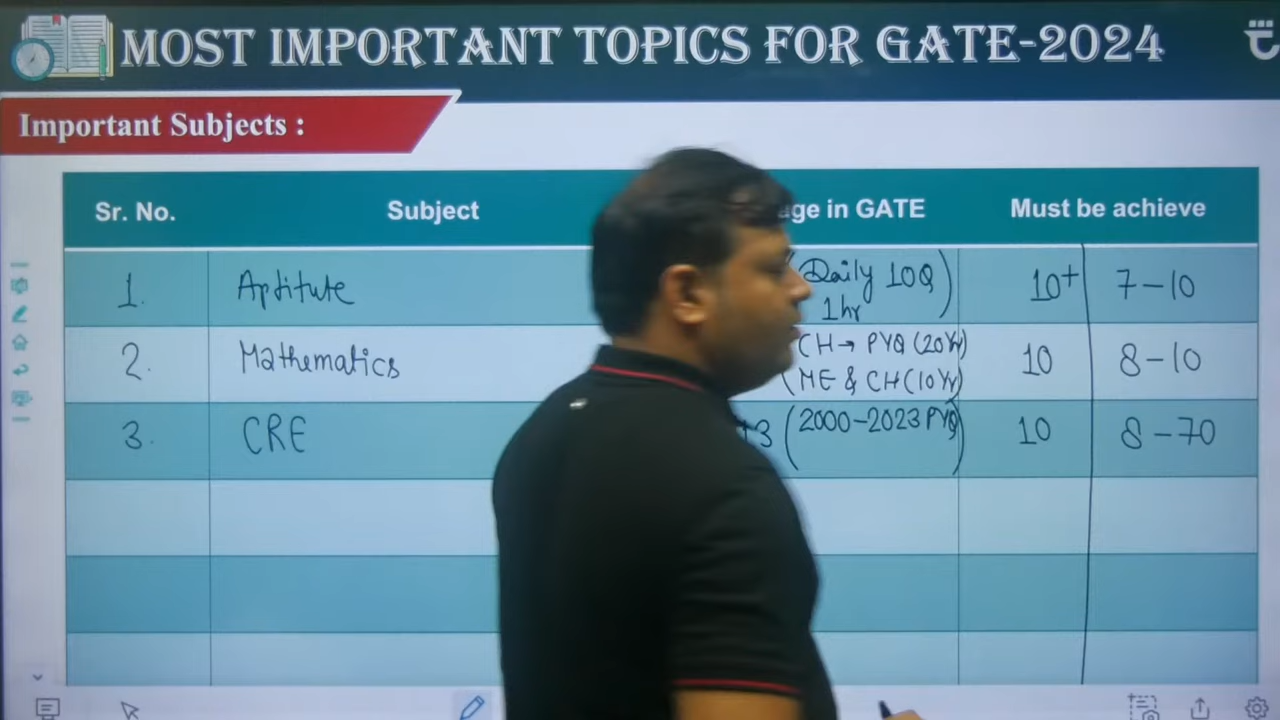 MOST IMPORTANT TOPICS FOR GATE-2024
Important Subjects :
Sr. No. Subject age in GATE Must be achieve
1. Aptitute (Daily 10Q 1hr) 10+ 7-10
2. Mathematics CH→ PYQ (20Yr) 10 8-10
(ME & CH (10Yr)
3. CRE 13 (2000-2023 PYQ) 10 8-70